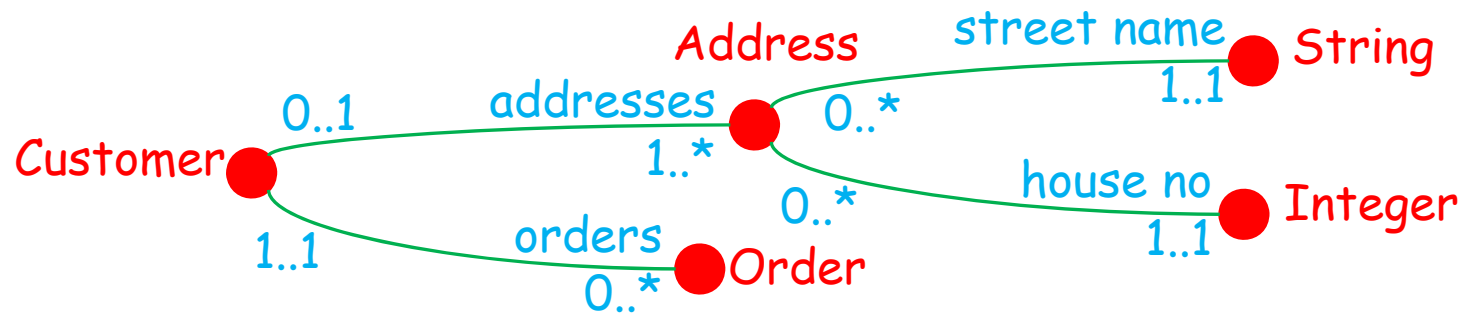 Customer
0..1
addresses
1..*
Address
0..*
street name
1..1
String
0..*
house no
1..1
Integer
1..1
orders
0..*
Order